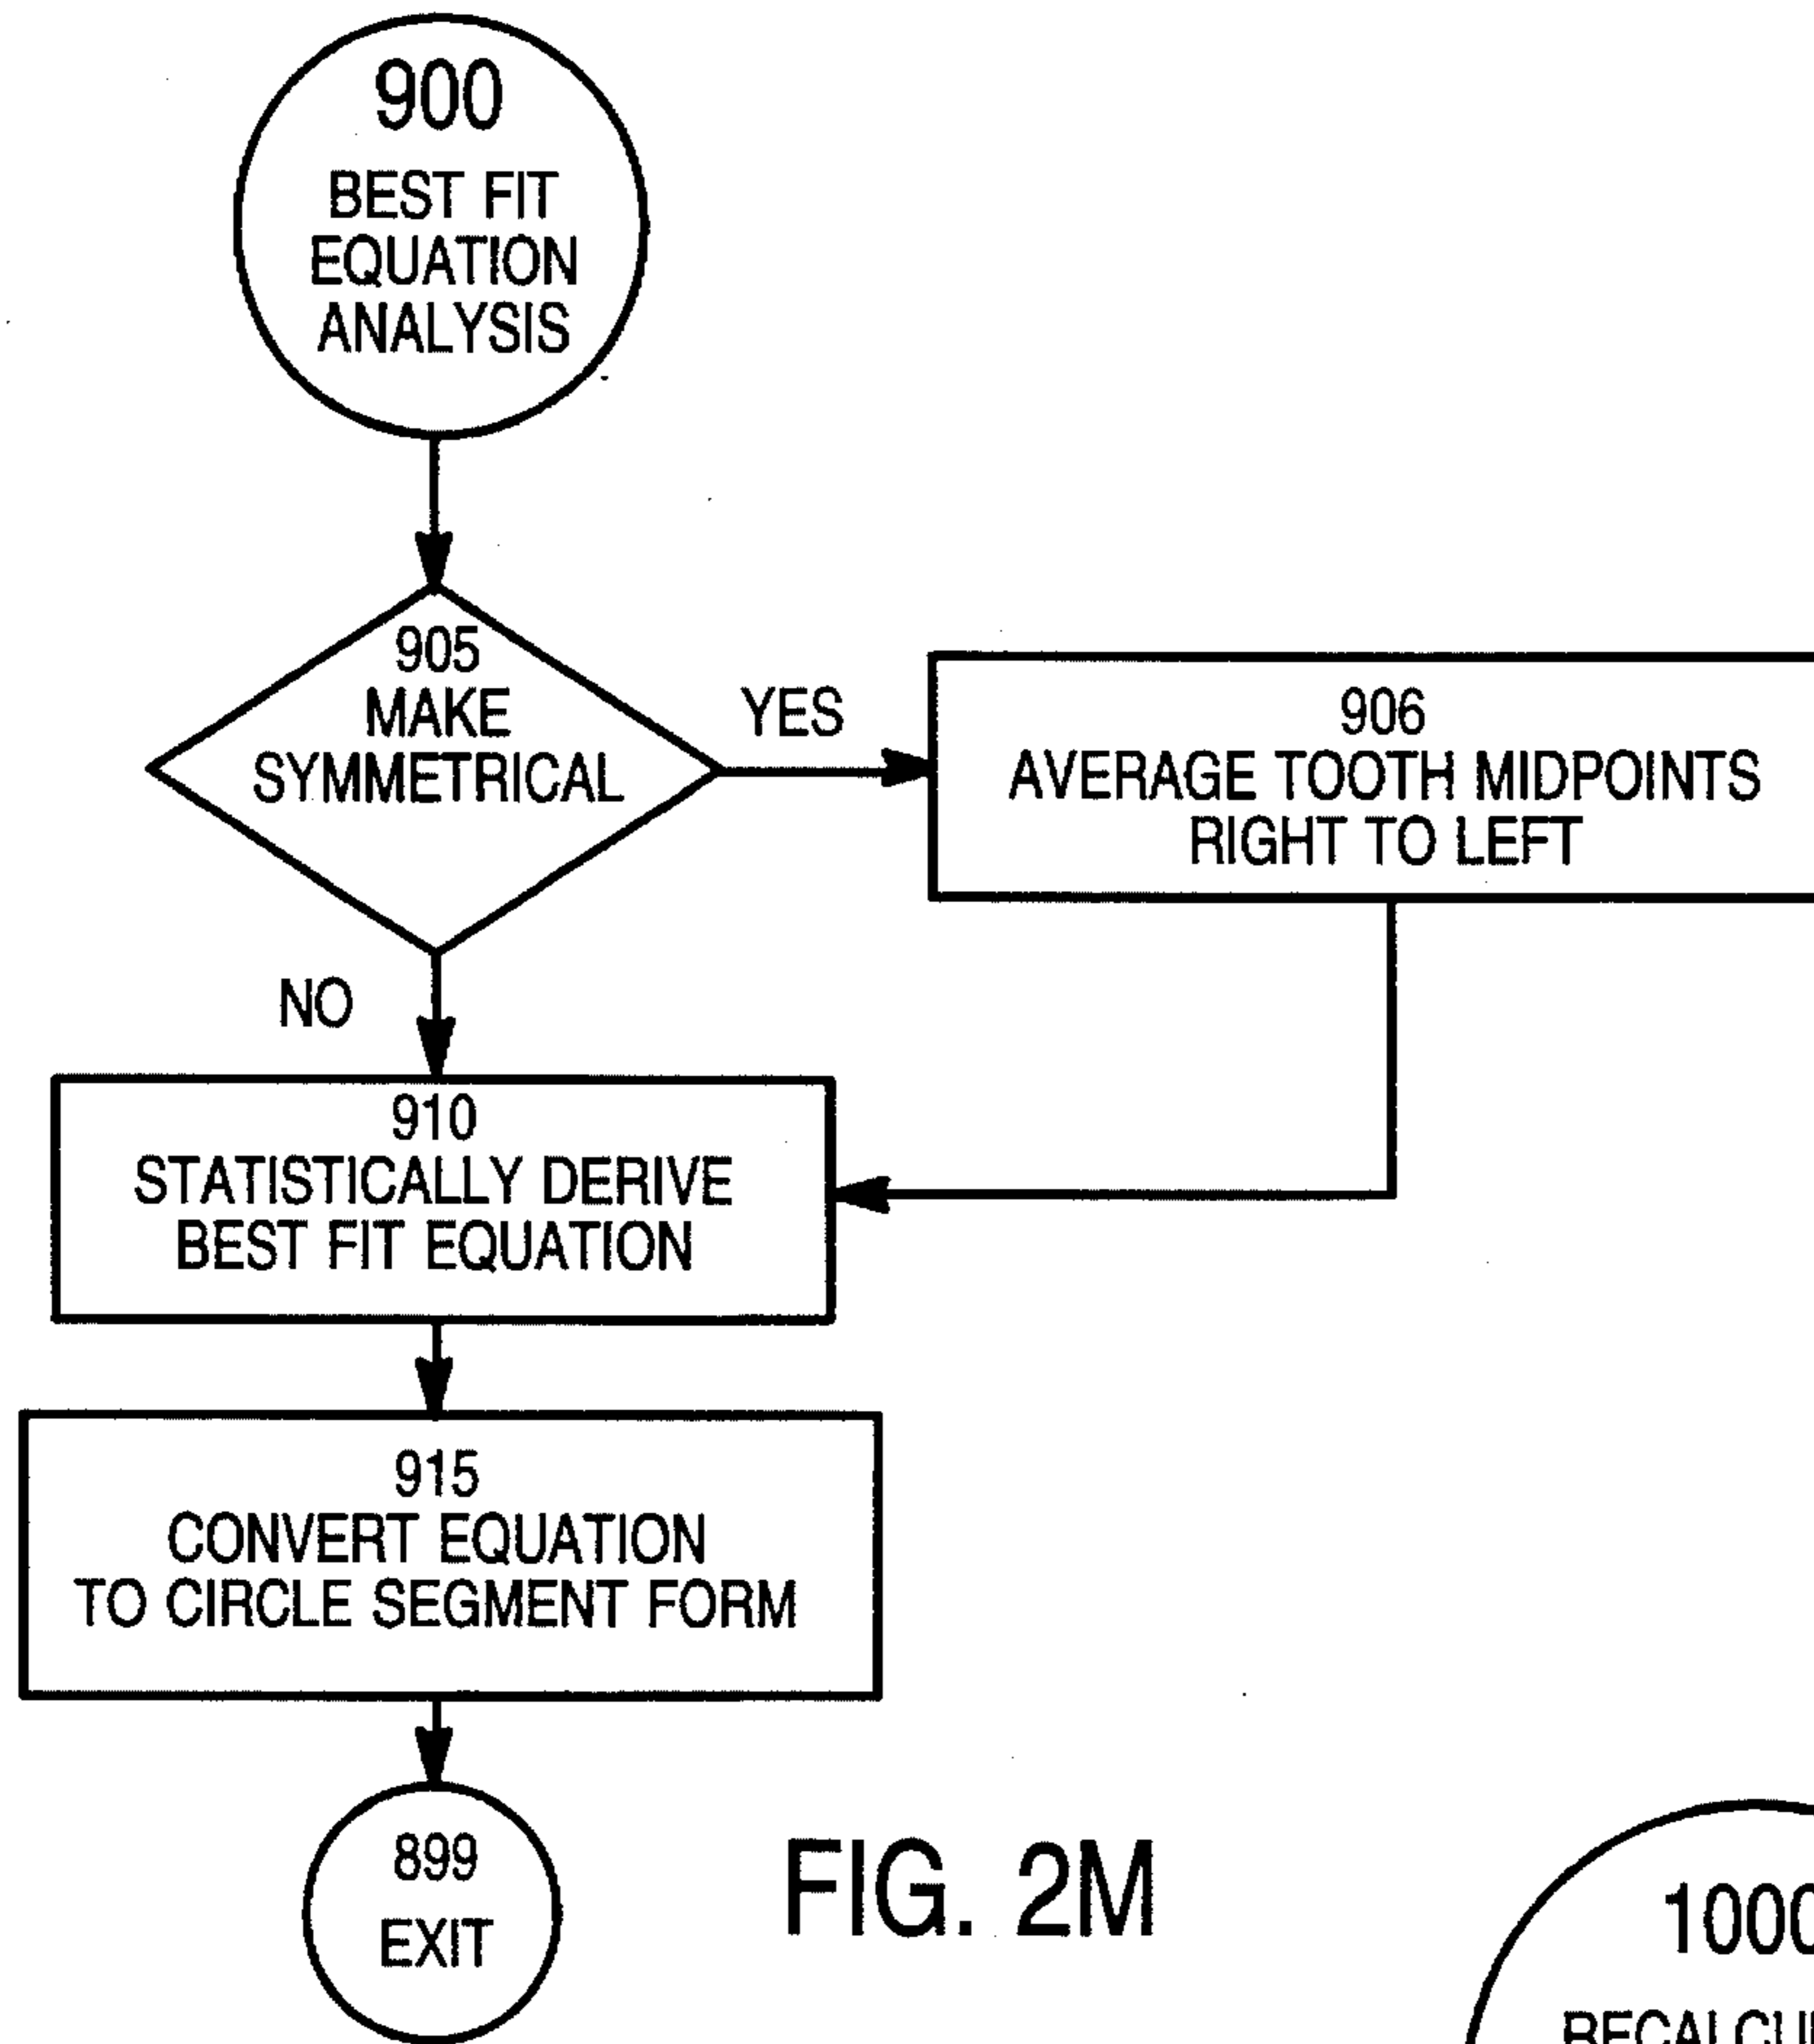 900
BEST FIT
EQUATION
ANALYSIS
905
MAKE
SYMMETRICAL
YES
906
AVERAGE TOOTH MIDPOINTS
RIGHT TO LEFT
NO
910
STATISTICALLY DERIVE
BEST FIT EQUATION
915
CONVERT EQUATION
TO CIRCLE SEGMENT FORM
899
EXIT
FIG. 2M
1000